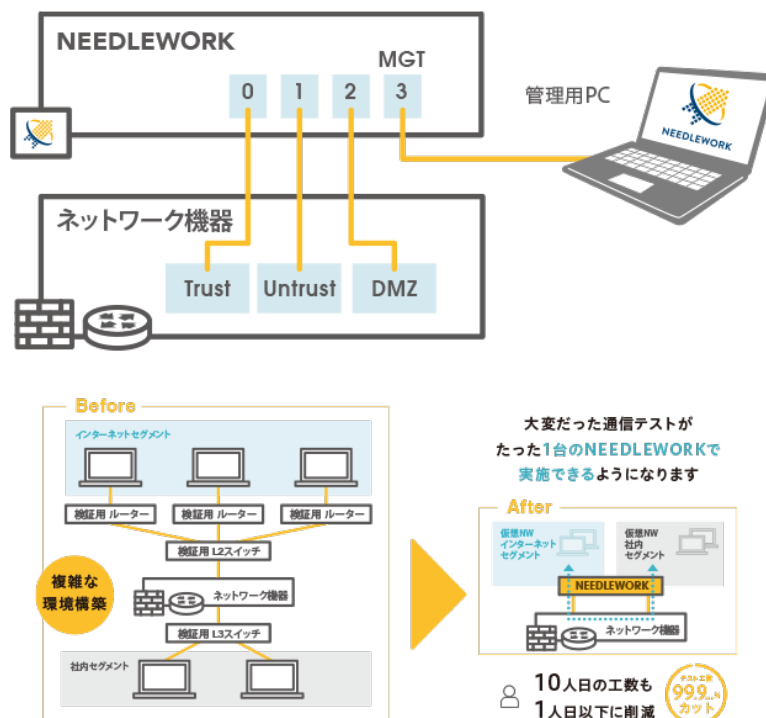 NEEDLEWORK
MGT
0
1
2
3
管理用PC
NEEDLEWORK
ネットワーク機器
Trust
Untrust
DMZ
Before
インターネットセグメント
検証用 ルーター
検証用 ルーター
検証用 ルーター
検証用 L2スイッチ
複雑な
環境構築
ネットワーク機器
検証用 L3スイッチ
社内セグメント
大変だった通信テストが
たった1台のNEEDLEWORKで
実施できるようになります
After
仮想NW
インターネット
セグメント
仮想NW
社内
セグメント
NEEDLEWORK
ネットワーク機器
10人日の工数も
1人日以下に削減
テスト工数
99.9...%
カット